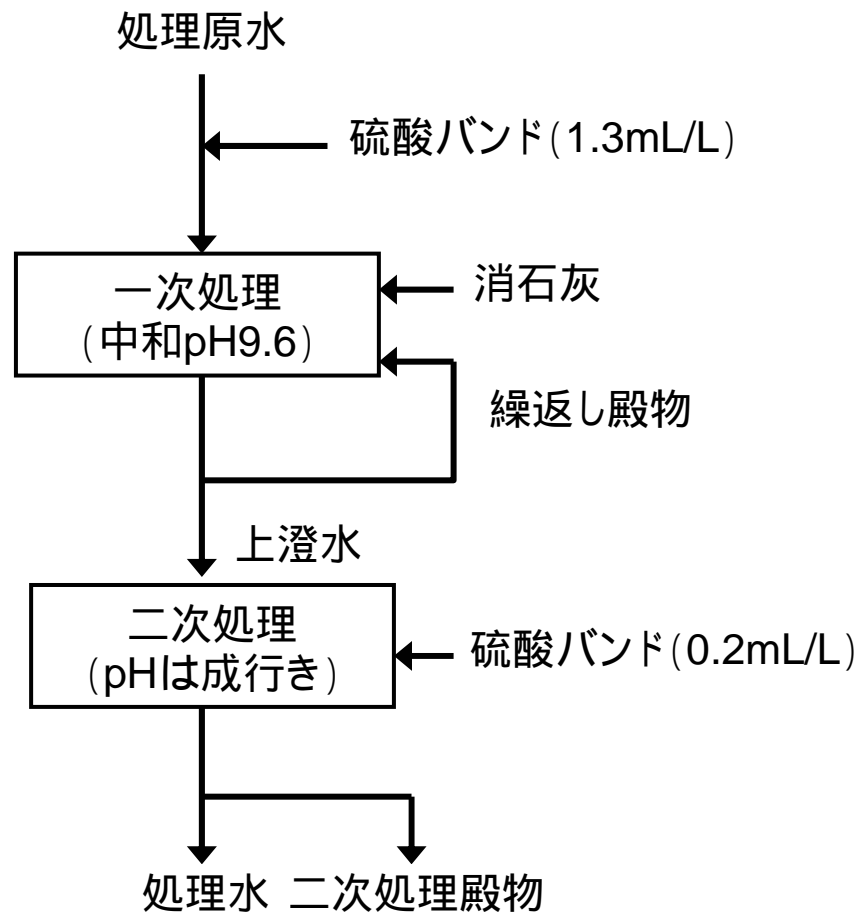 処理原水
硫酸バンド(1.3mL/L)
一次処理
(中和pH9.6)
消石灰
繰返し殿物
上澄水
二次処理
(pHは成行き)
硫酸バンド(0.2mL/L)
処理水 二次処理殿物